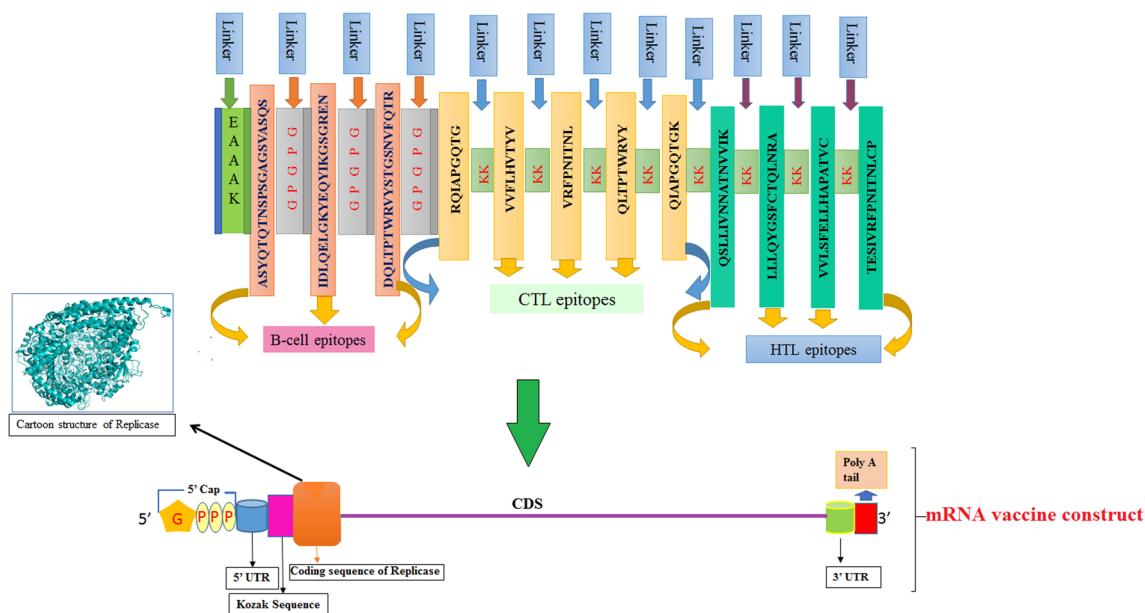 Linker
Linker
Linker
Linker
Linker
Linker
Linker
Linker
Linker
Linker
Linker
Linker
EAAAK
ASYQTQTNSPSGAGSVASQS
GPGPG
IDLQELGKYEQYIKGSGREN
GPGPG
DQLTPTWRVYSTGSNVFQTR
GPGPG
RQIAPGQTG
KK
VVFLHVTYV
KK
VRFPNITNL
KK
QLTPTWRVY
KK
QIAPGQTGK
KK
QSLLIVNNATNVVIK
KK
LLLQYGSFCTQLNRA
KK
VVLSFELLHAPATVC
KK
TESIVRFPNITNLCP
B-cell epitopes
CTL epitopes
HTL epitopes
Cartoon structure of Replicase
5' Cap
5'
G
P
P
P
CDS
Poly A
tail
3'
mRNA vaccine construct
Coding sequence of Replicase
5' UTR
Kozak Sequence
3' UTR